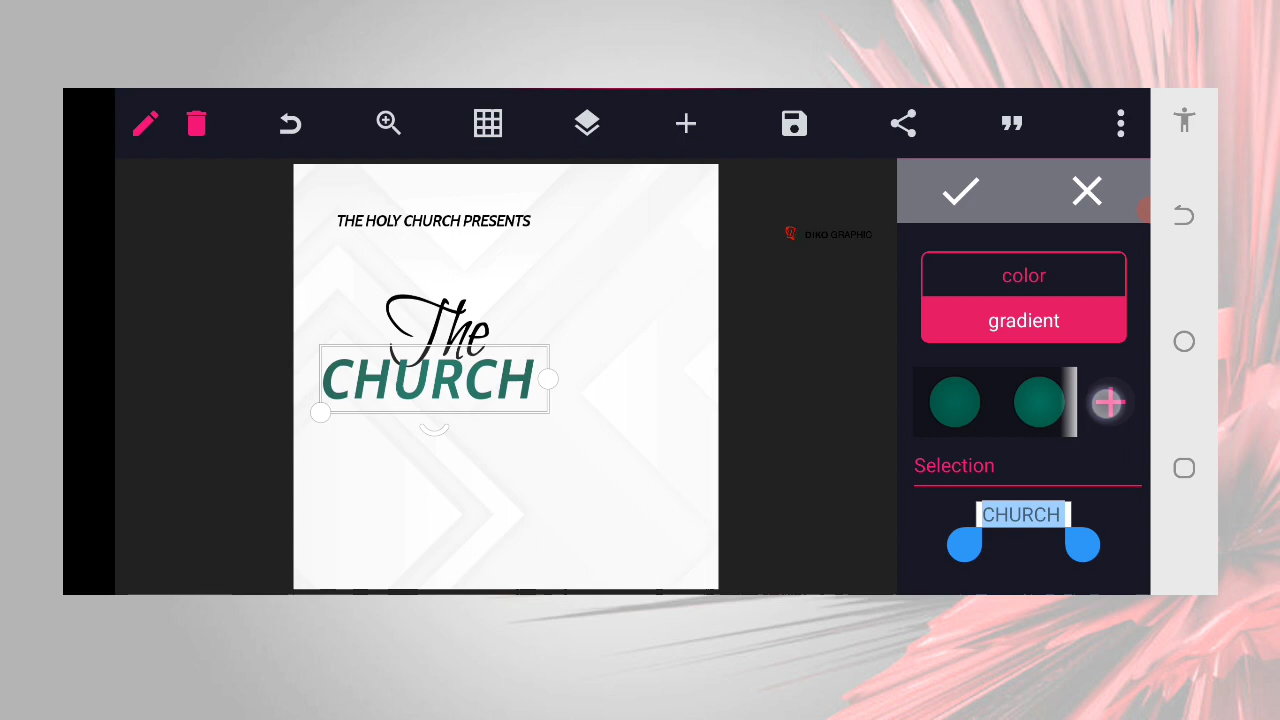 THE HOLY CHURCH PRESENTS
DIKO GRAPHIC
The
CHURCH
color
gradient
Selection
CHURCH